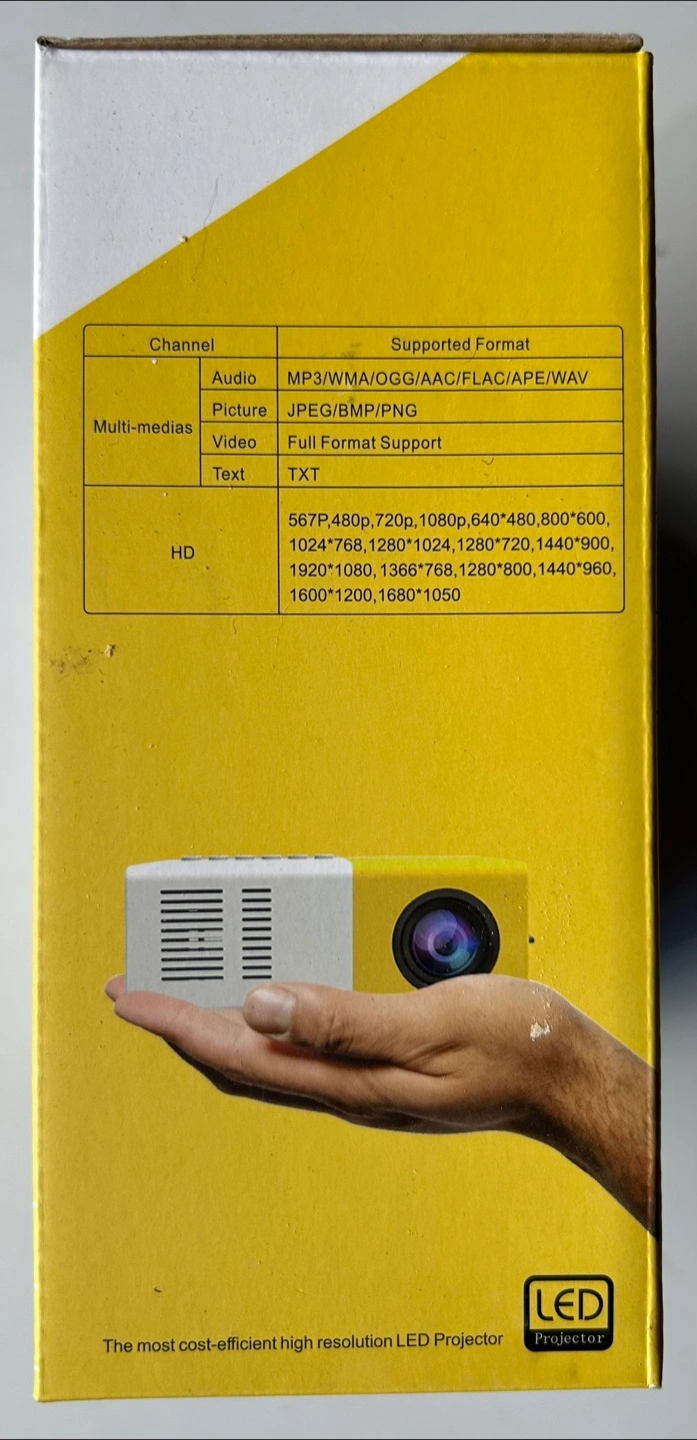 Channel Supported Format
Multi-medias
Audio MP3/WMA/OGG/AAC/FLAC/APE/WAV
Picture JPEG/BMP/PNG
Video Full Format Support
Text TXT
HD
567P,480p,720p,1080p,640*480,800*600,
1024*768,1280*1024,1280*720,1440*900,
1920*1080, 1366*768,1280*800,1440*960,
1600*1200,1680*1050
LED
Projector
The most cost-efficient high resolution LED Projector